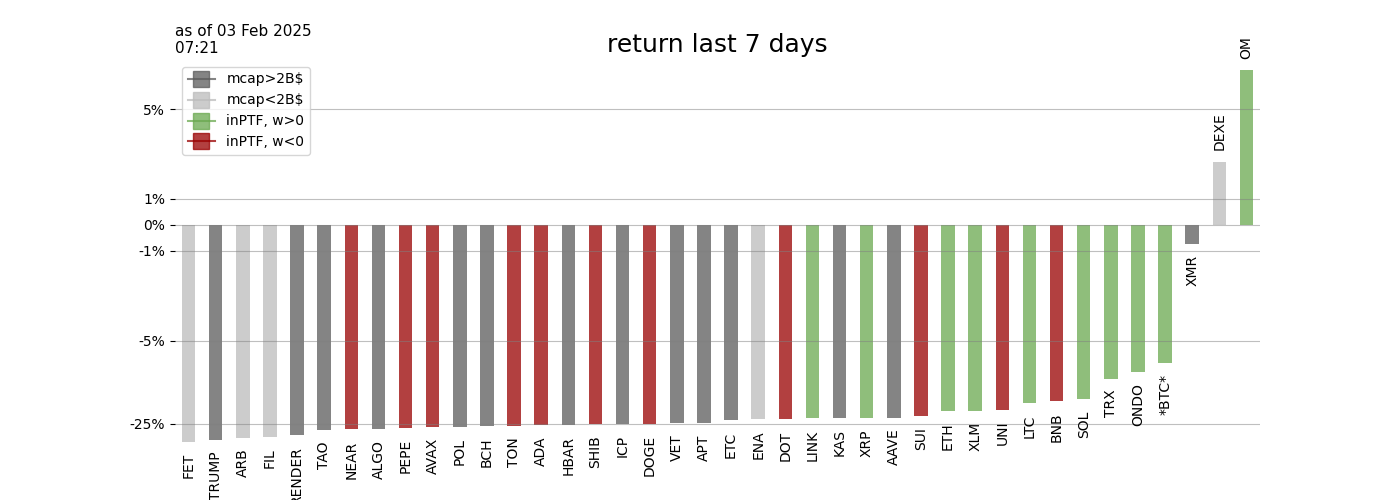 as of 03 Feb 2025
07:21
return last 7 days
mcap>2B$
mcap<2B$
inPTF, w>0
inPTF, w<0
5%
1%
0%
-1%
-5%
-25%
FET
TRUMP
ARB
FIL
RENDER
TAO
NEAR
ALGO
PEPE
AVAX
POL
BCH
TON
ADA
HBAR
SHIB
ICP
DOGE
VET
APT
ETC
ENA
DOT
LINK
KAS
XRP
AAVE
SUI
ETH
XLM
UNI
LTC
BNB
SOL
TRX
ONDO
*BTC*
XMR
DEXE
OM